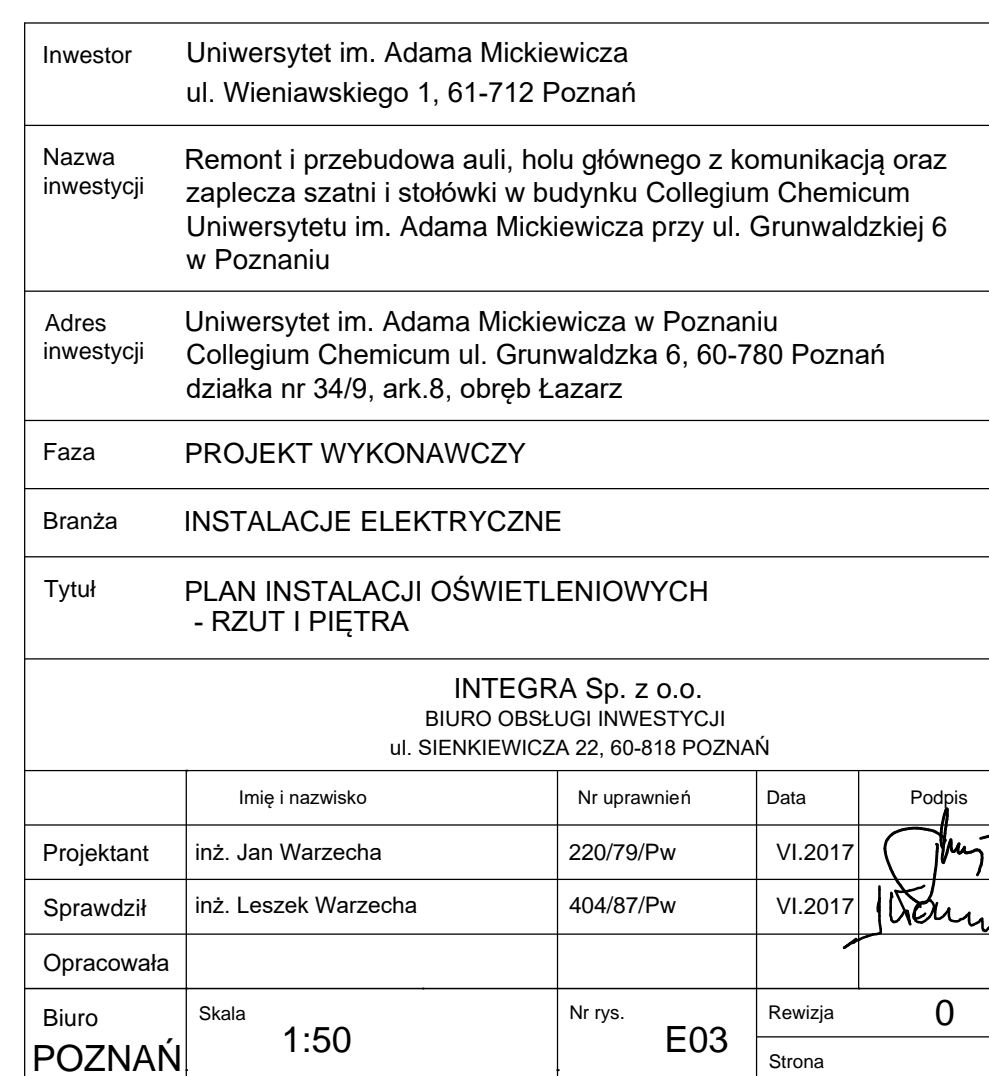 Inwestor Uniwersytet im. Adama Mickiewicza
ul. Wieniawskiego 1, 61-712 Poznań
Nazwa inwestycji Remont i przebudowa auli, holu głównego z komunikacją oraz
zaplecza szatni i stołówki w budynku Collegium Chemicum
Uniwersytetu im. Adama Mickiewicza przy ul. Grunwaldzkiej 6
w Poznaniu
Adres inwestycji Uniwersytet im. Adama Mickiewicza w Poznaniu
Collegium Chemicum ul. Grunwaldzka 6, 60-780 Poznań
działka nr 34/9, ark.8, obręb Łazarz
Faza PROJEKT WYKONAWCZY
Branża INSTALACJE ELEKTRYCZNE
Tytuł PLAN INSTALACJI OŚWIETLENIOWYCH
- RZUT I PIĘTRA
INTEGRA Sp. z o.o.
BIURO OBSŁUGI INWESTYCJI
ul. SIENKIEWICZA 22, 60-818 POZNAŃ
Imię i nazwisko Nr uprawnień Data Podpis
Projektant inż. Jan Warzecha 220/79/Pw VI.2017
Sprawdził inż. Leszek Warzecha 404/87/Pw VI.2017
Opracowała
Biuro POZNAŃ Skala 1:50 Nr rys. E03 Rewizja 0
Strona